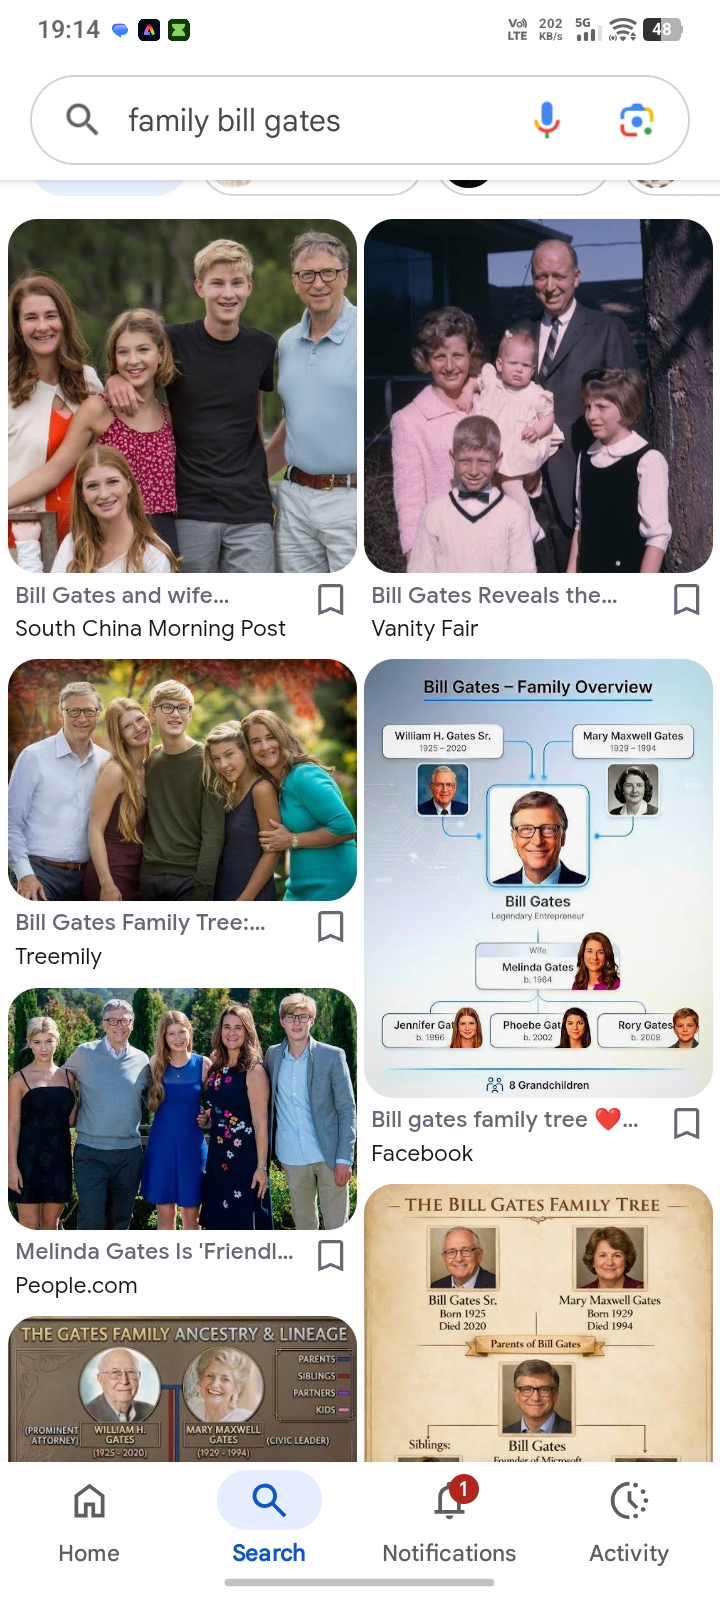 19:14
Vo) LTE
202 KB/s
5G
48
family bill gates
Bill Gates and wife...
South China Morning Post
Bill Gates Reveals the...
Vanity Fair
Bill Gates Family Tree:...
Treemily
Bill Gates – Family Overview
William H. Gates Sr.
1925 – 2020
Mary Maxwell Gates
1929 – 1994
Bill Gates
Legendary Entrepreneur
Wife
Melinda Gates
b. 1964
Jennifer Gat
b. 1996
Phoebe Gat
b. 2002
Rory Gates
b. 2009
8 Grandchildren
Bill gates family tree ❤️...
Facebook
Melinda Gates Is 'Friendl...
People.com
THE GATES FAMILY ANCESTRY & LINEAGE
PARENTS
SIBLINGS
PARTNERS
KIDS
(PROMINENT ATTORNEY)
WILLIAM H. GATES
(1925 - 2020)
MARY MAXWELL GATES
(1929 – 1994)
(CIVIC LEADER)
THE BILL GATES FAMILY TREE
Bill Gates Sr.
Born 1925
Died 2020
Mary Maxwell Gates
Born 1929
Died 1994
Parents of Bill Gates
Siblings:
Bill Gates
Founder of Microsoft
1
Home
Search
Notifications
Activity